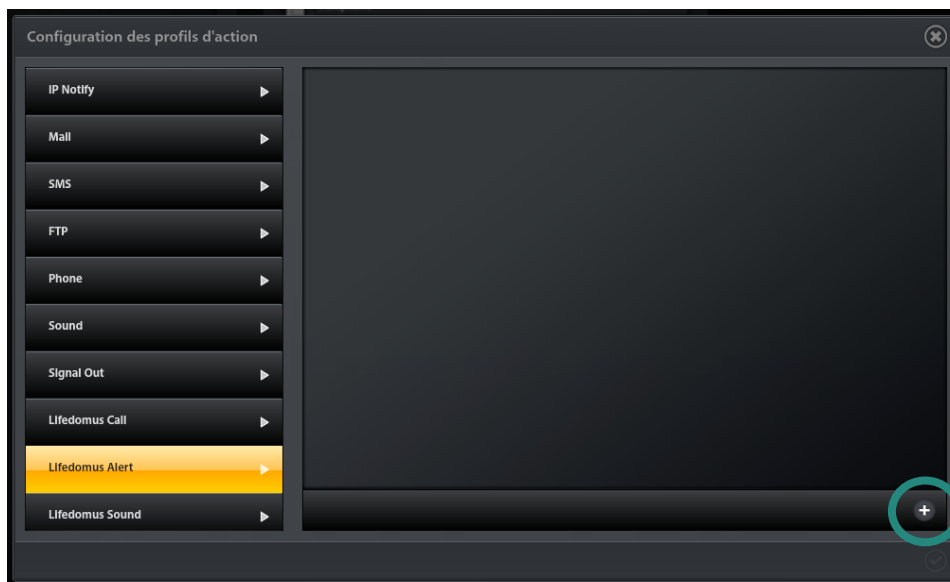 Configuration des profils d'action
IP Notify
Mail
SMS
FTP
Phone
Sound
Signal Out
Lifedomus Call
Lifedomus Alert
Lifedomus Sound